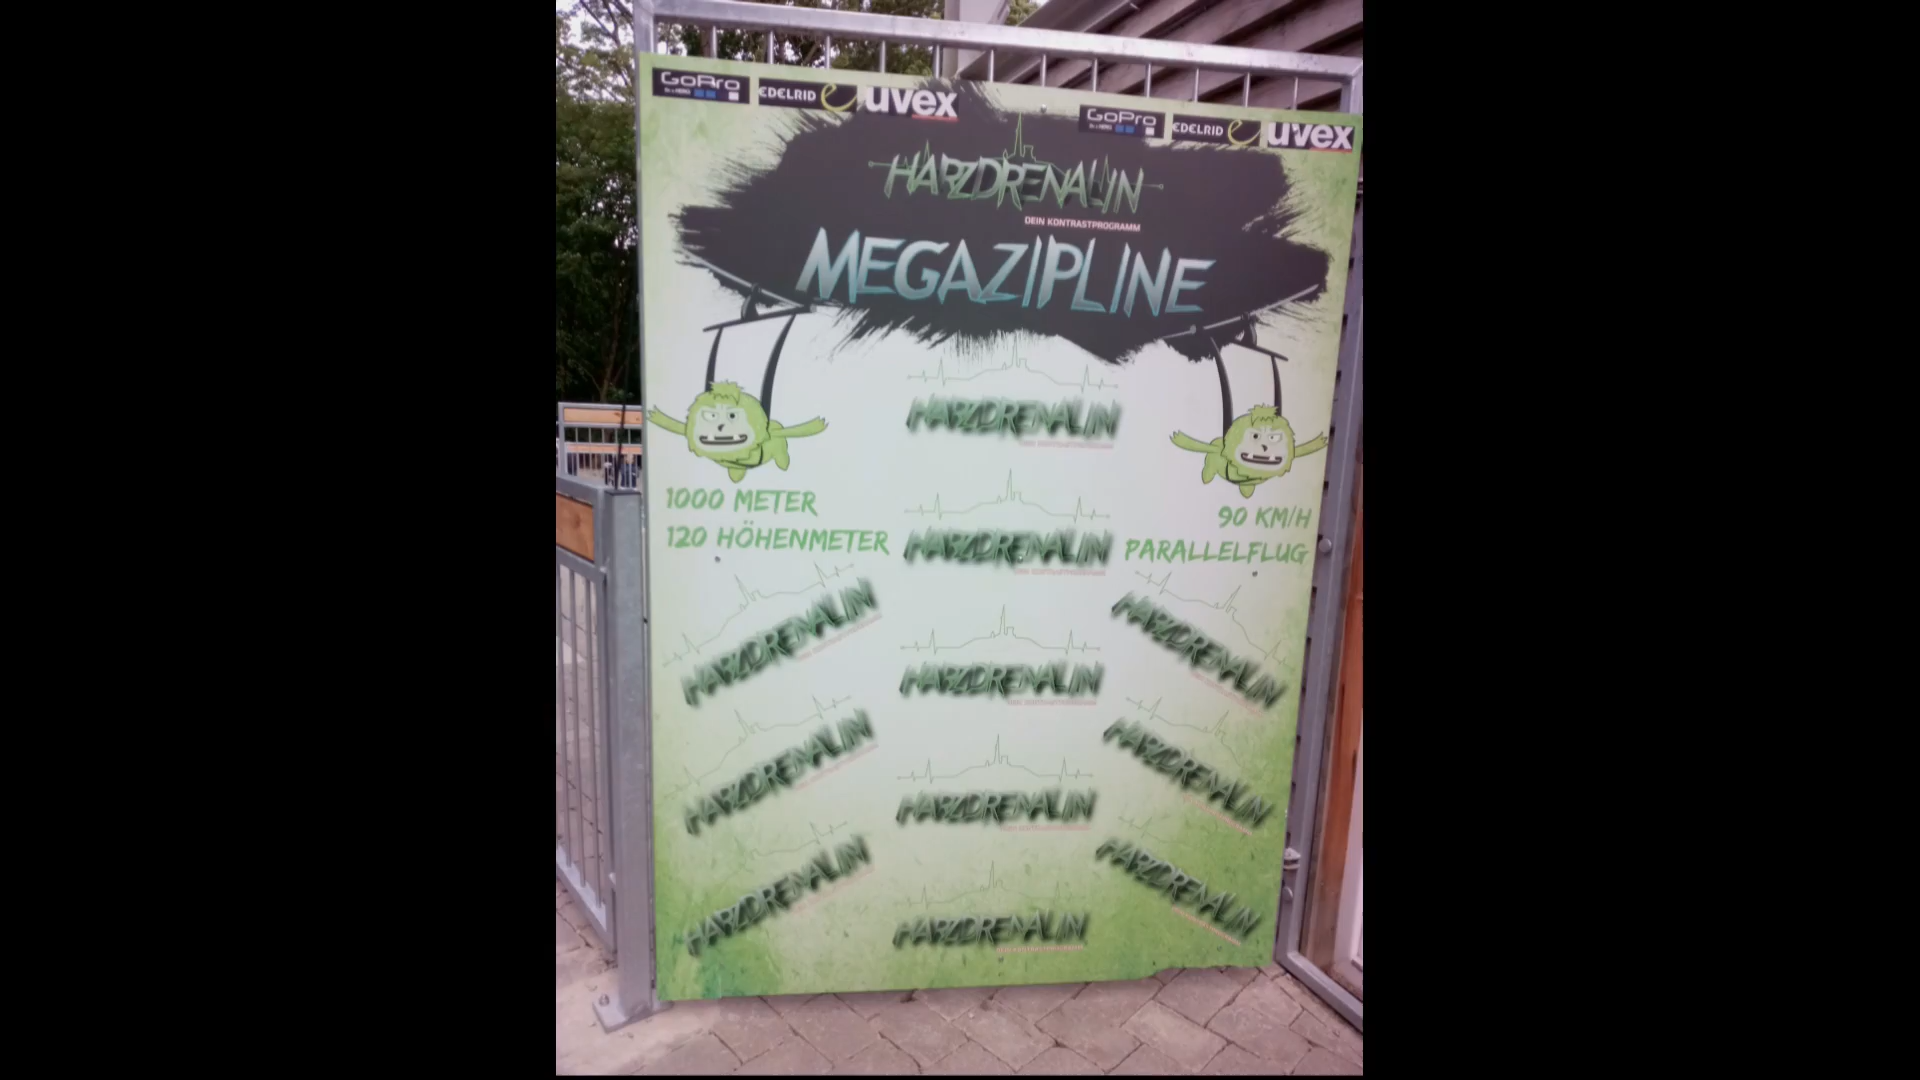 GoPro EDELRID uvex GoPro EDELRID uvex
HARZDRENALIN
DEIN KONTRASTPROGRAMM
MEGAZIPLINE
HARZDRENALIN
1000 METER
120 HÖHENMETER
90 KM/H
PARALLELFLUG
HARZDRENALIN
HARZDRENALIN
HARZDRENALIN
HARZDRENALIN
HARZDRENALIN
HARZDRENALIN
HARZDRENALIN
HARZDRENALIN
HARZDRENALIN
HARZDRENALIN